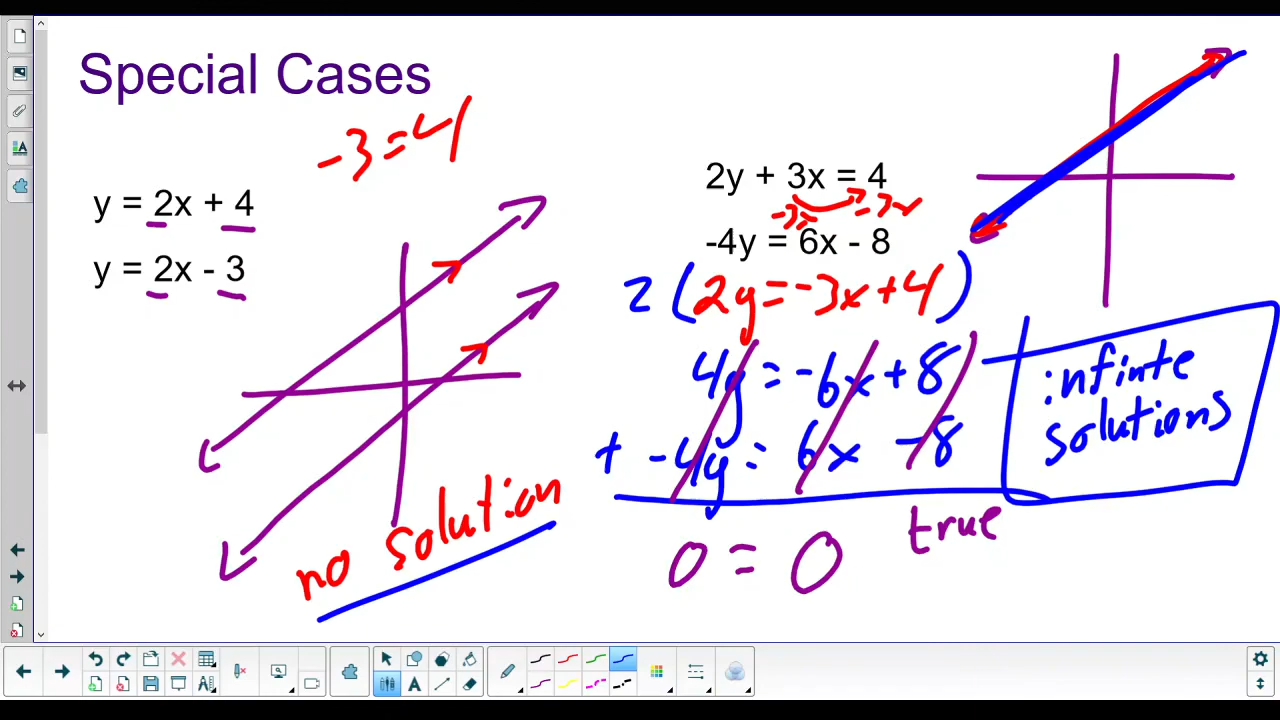 Special Cases
-3=4
y = 2x + 4
y = 2x - 3
no solution
2y + 3x = 4
-3x -3x
-4y = 6x - 8
2(2y=-3x+4)
4y=-6x+8
+ -4y= 6x -8
0 = 0 true
:nfinte
solutions